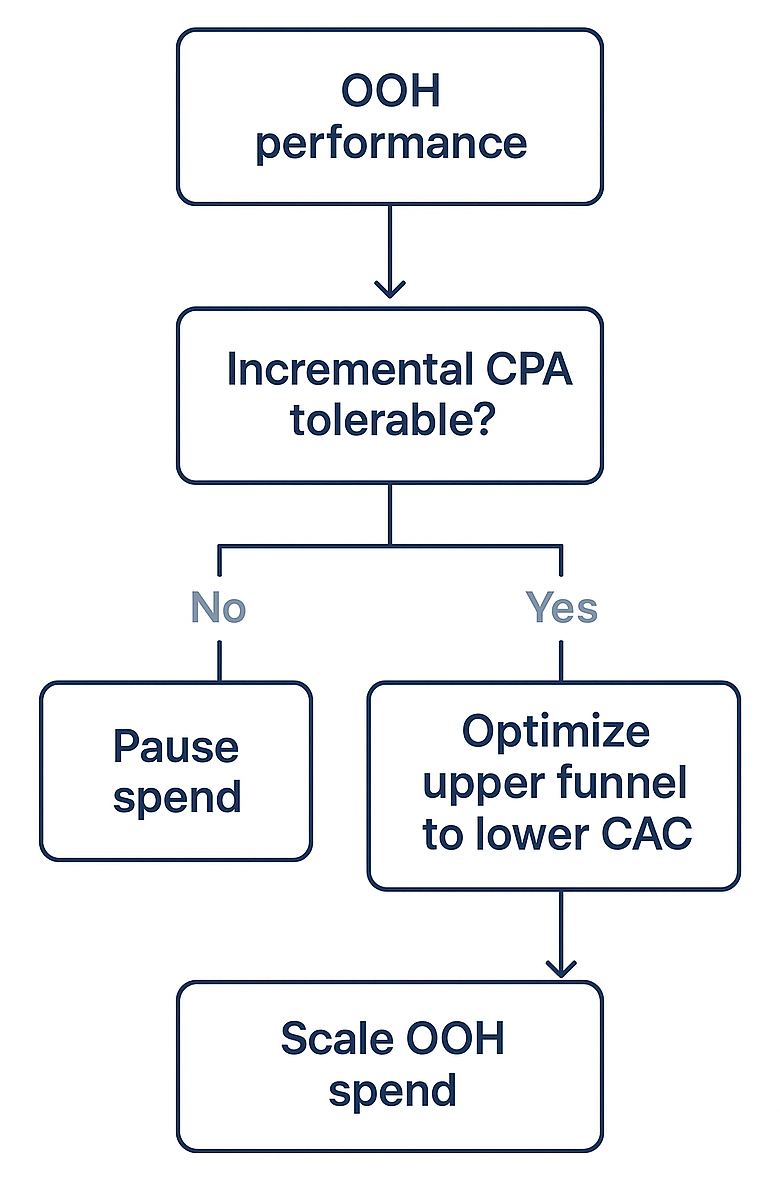 OOH
performance
Incremental CPA
tolerable?
No
Yes
Pause
spend
Optimize
upper funnel
to lower CAC
Scale OOH
spend